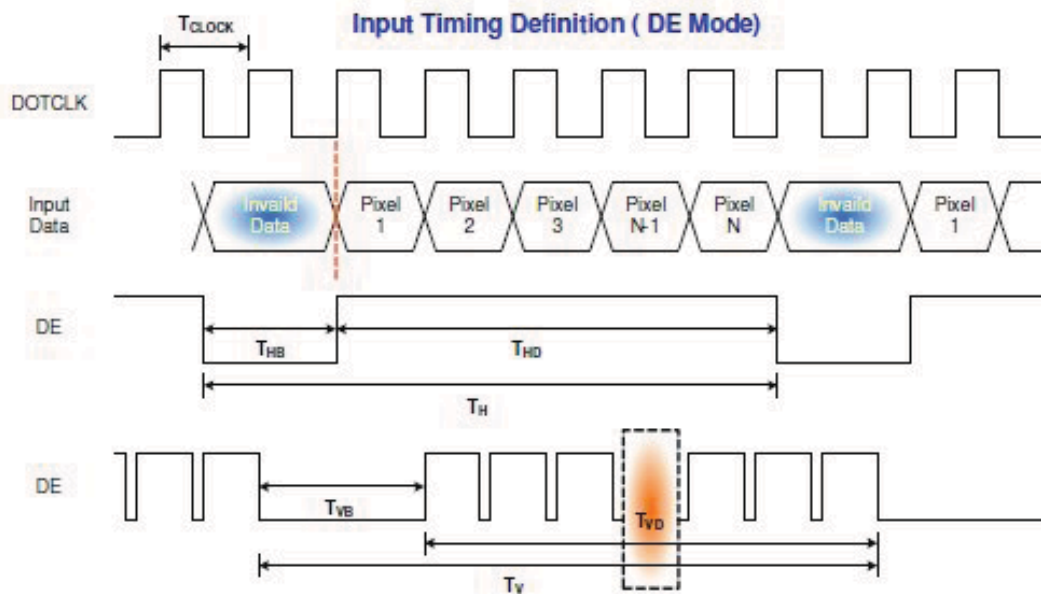 Input Timing Definition ( DE Mode)
TCLOCK
DOTCLK
Input
Data
Invaild
Data
Pixel
1
Pixel
2
Pixel
3
Pixel
N-1
Pixel
N
Invaild
Data
Pixel
1
DE
THB
THD
TH
DE
TVB
TVD
TV